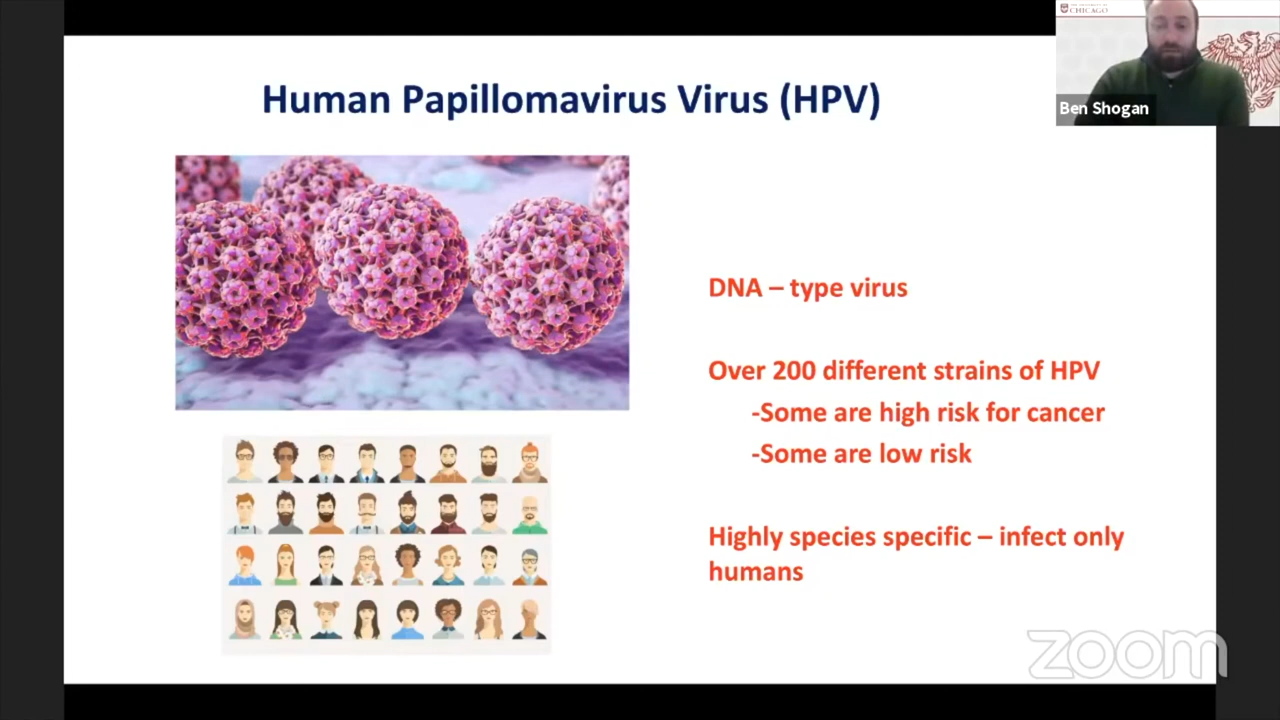 Human Papillomavirus Virus (HPV)
CHICAGO
Ben Shogan
DNA – type virus
Over 200 different strains of HPV
-Some are high risk for cancer
-Some are low risk
Highly species specific – infect only
humans
zoom